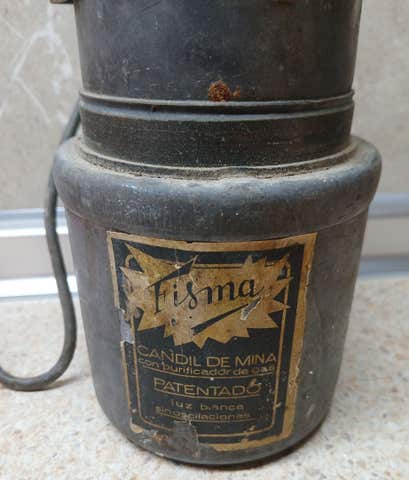 Fisma
CANDIL DE MINA
con purificador de gas
PATENTADO
luz blanca
sin oscilaciones